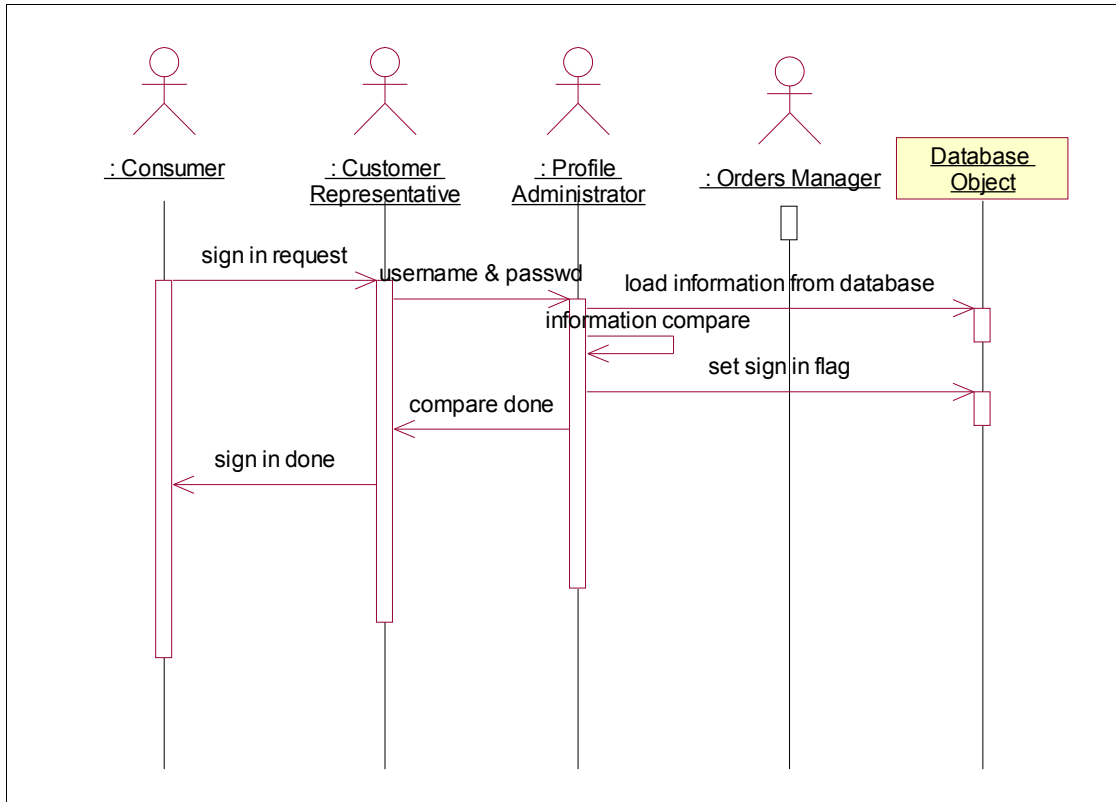 : Consumer
: Customer
Representative
: Profile
Administrator
: Orders Manager
Database
Object
sign in request
username & passwd
load information from database
information compare
set sign in flag
compare done
sign in done